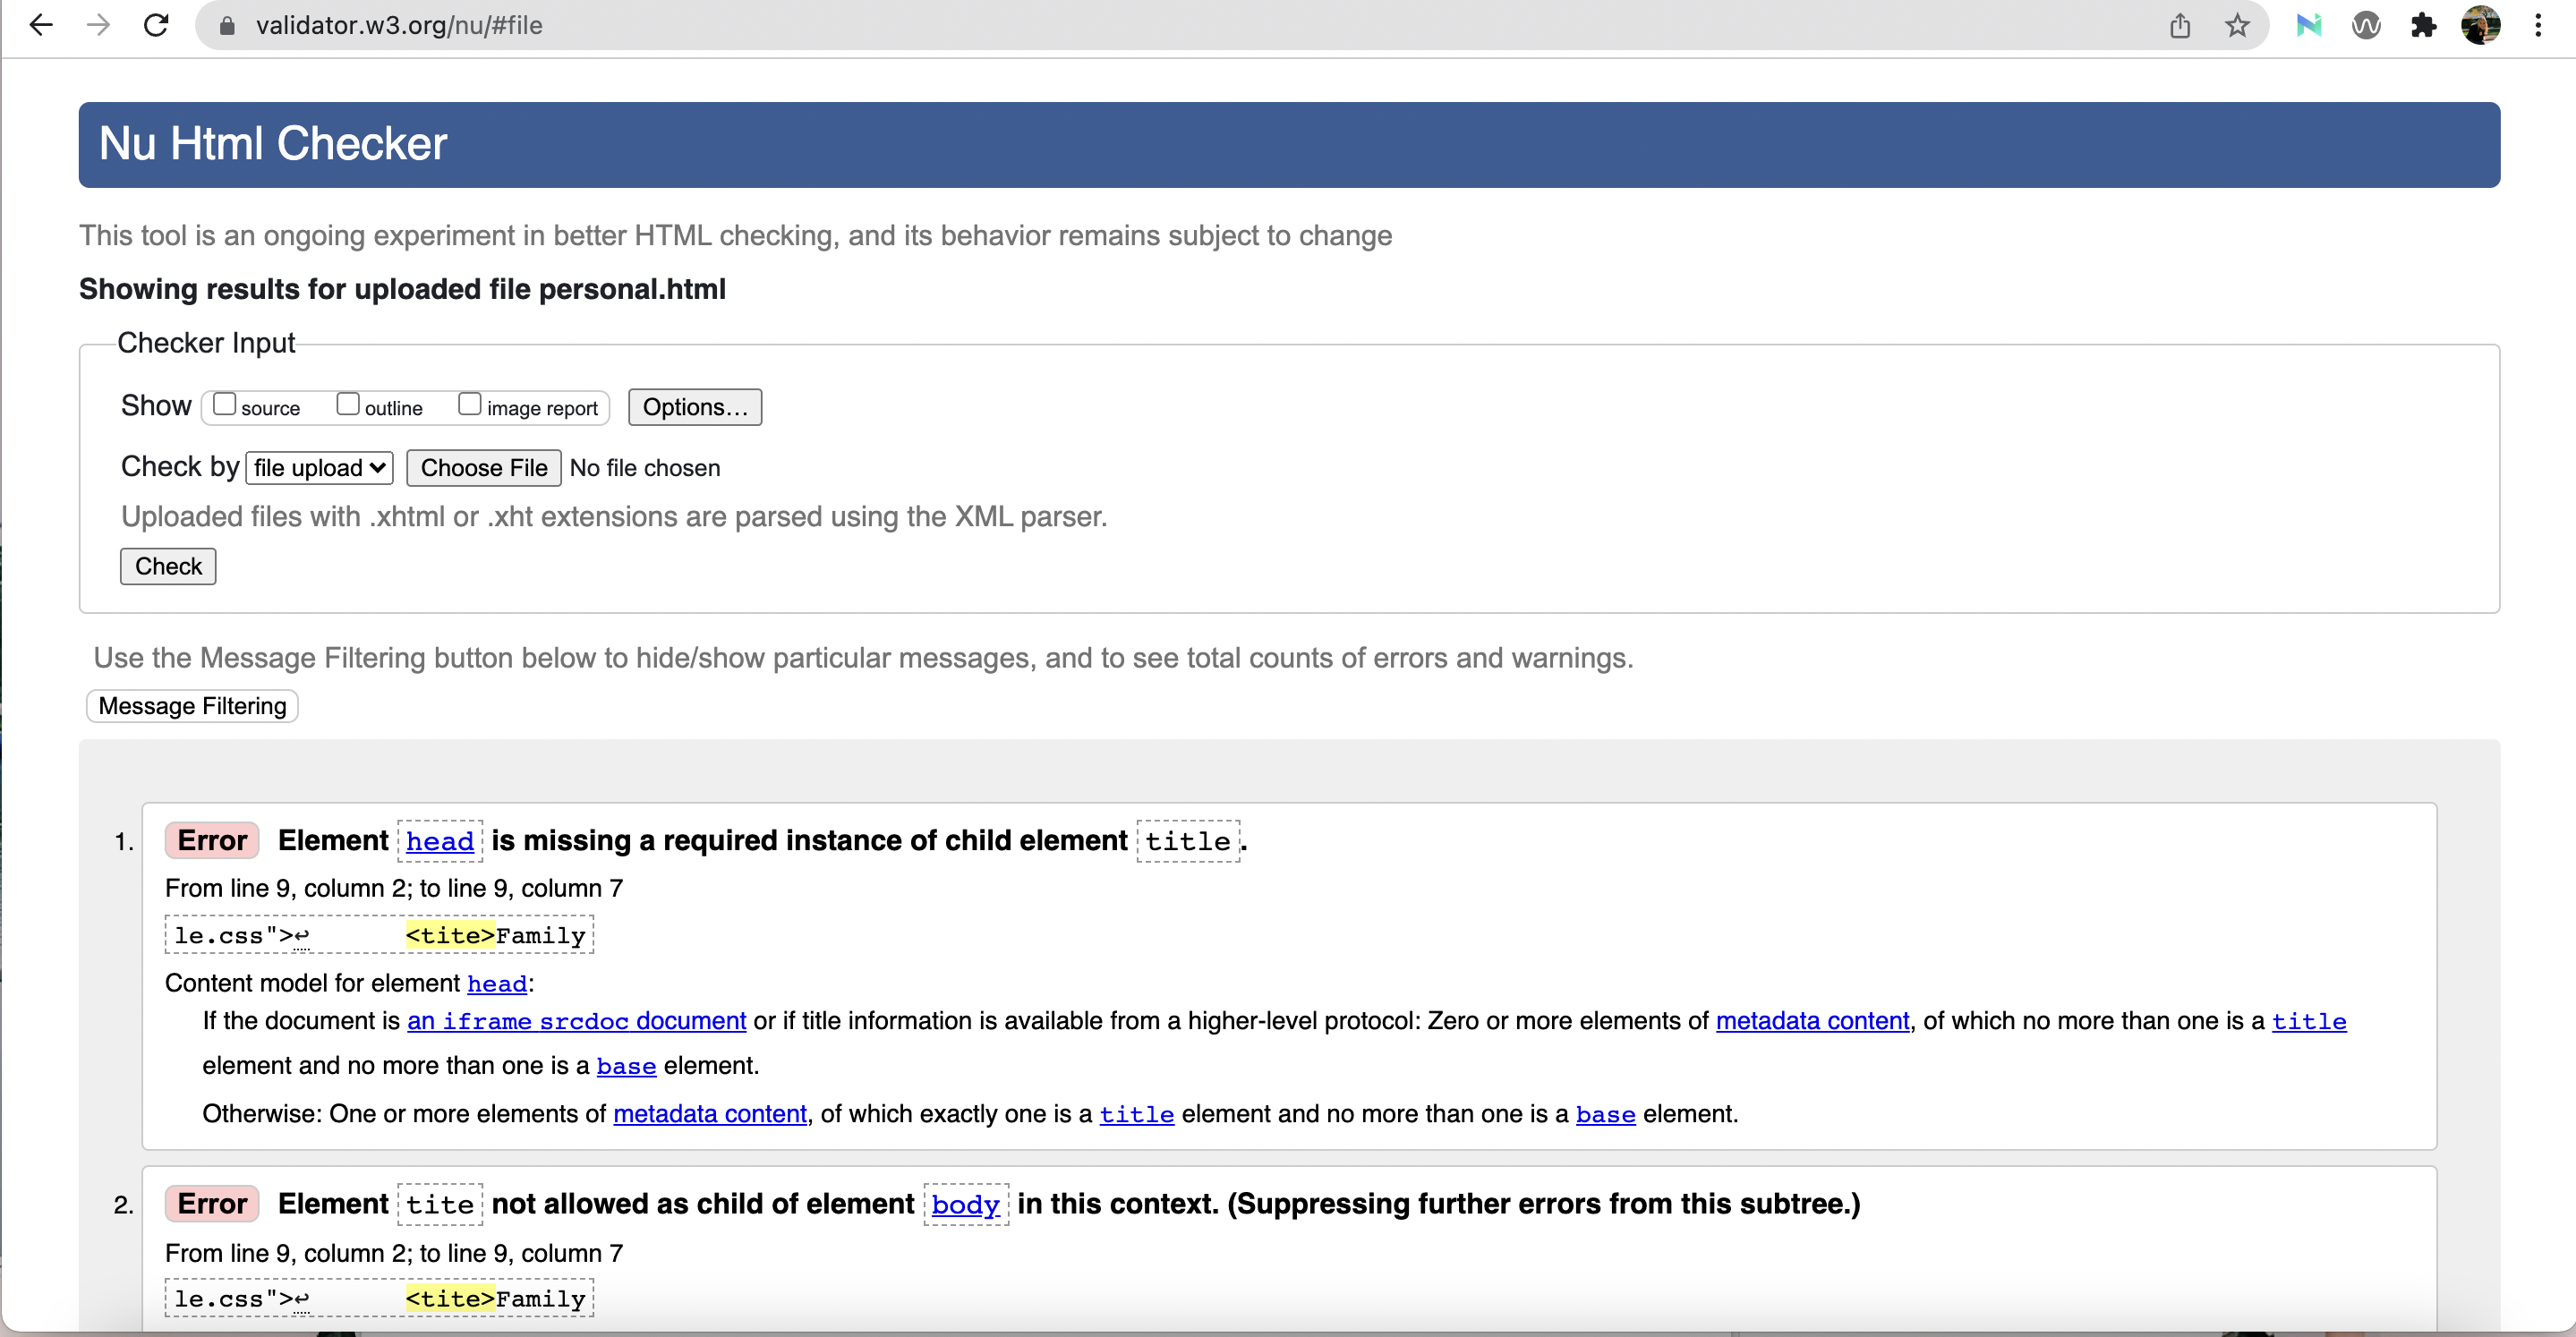 validator.w3.org/nu/#file
Nu Html Checker
This tool is an ongoing experiment in better HTML checking, and its behavior remains subject to change
Showing results for uploaded file personal.html
Checker Input
Show source outline image report Options...
Check by file upload Choose File No file chosen
Uploaded files with .xhtml or .xht extensions are parsed using the XML parser.
Check
Use the Message Filtering button below to hide/show particular messages, and to see total counts of errors and warnings.
Message Filtering
1. Error Element head is missing a required instance of child element title.
From line 9, column 2; to line 9, column 7
le.css">↩ <tite>Family
Content model for element head:
If the document is an iframe srcdoc document or if title information is available from a higher-level protocol: Zero or more elements of metadata content, of which no more than one is a title
element and no more than one is a base element.
Otherwise: One or more elements of metadata content, of which exactly one is a title element and no more than one is a base element.
2. Error Element tite not allowed as child of element body in this context. (Suppressing further errors from this subtree.)
From line 9, column 2; to line 9, column 7
le.css">↩ <tite>Family